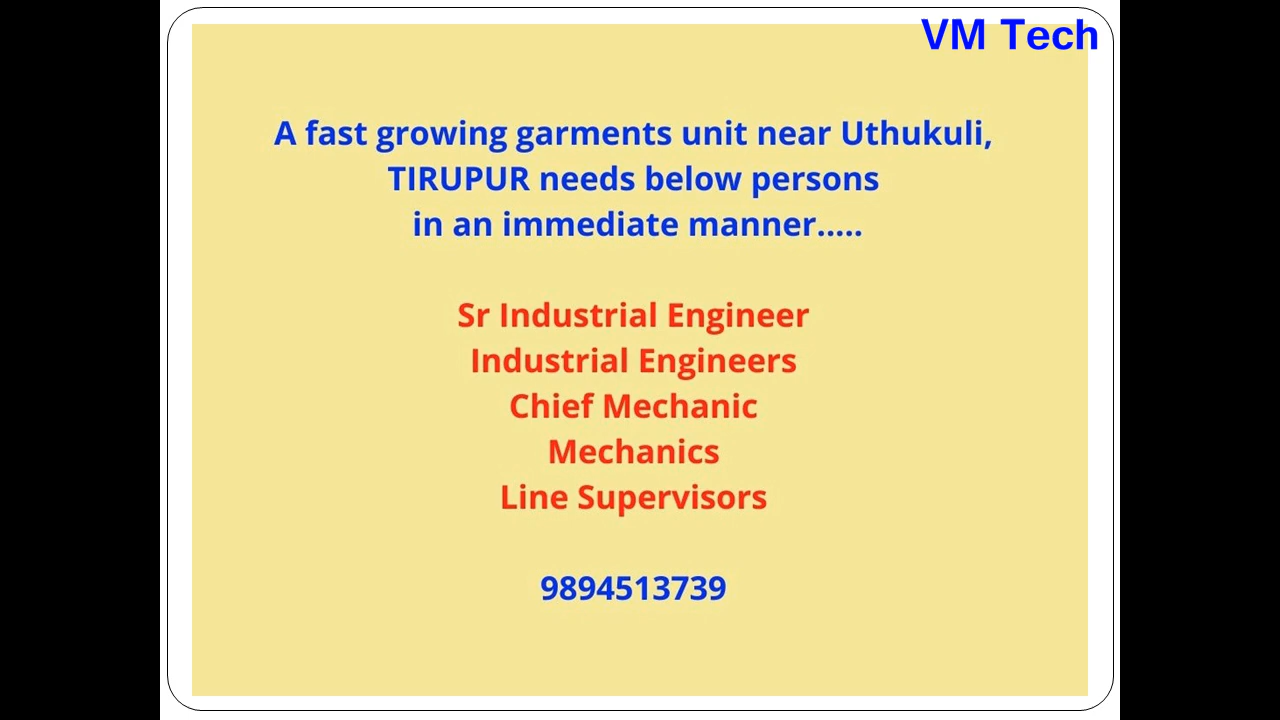 VM Tech
A fast growing garments unit near Uthukuli,
TIRUPUR needs below persons
in an immediate manner.....
Sr Industrial Engineer
Industrial Engineers
Chief Mechanic
Mechanics
Line Supervisors
9894513739